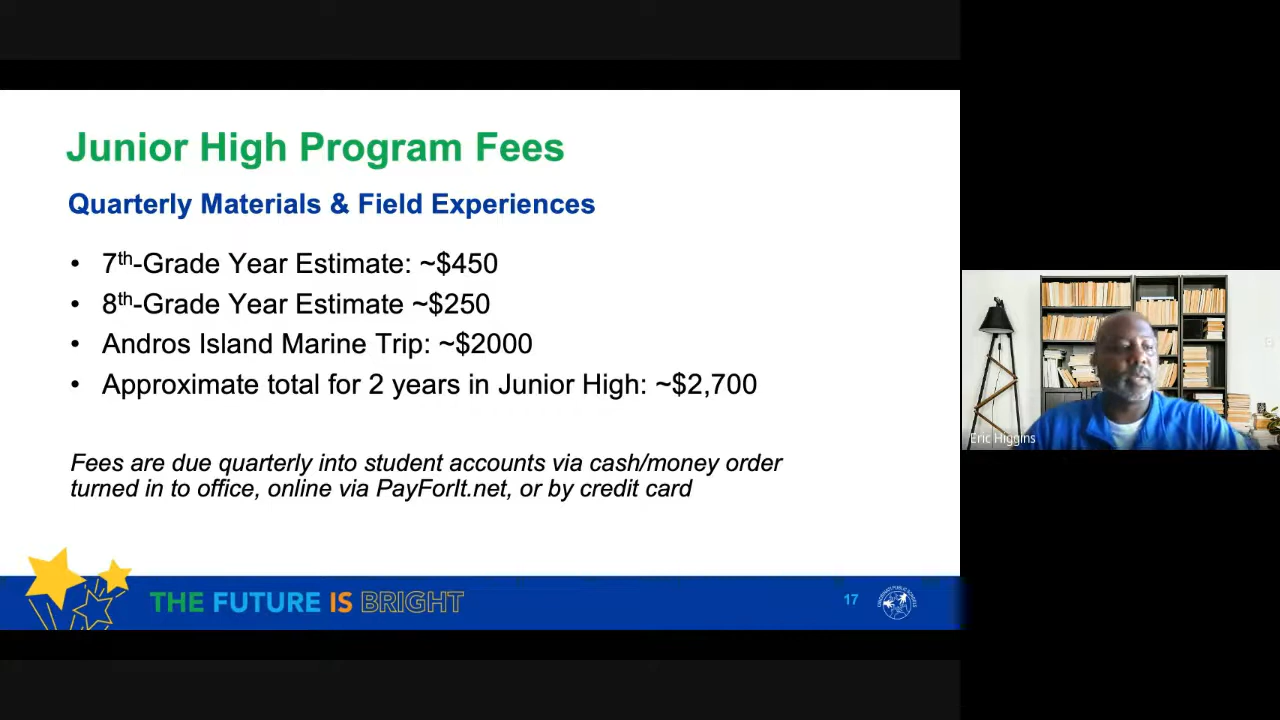 Junior High Program Fees
Quarterly Materials & Field Experiences
• 7th-Grade Year Estimate: ~$450
• 8th-Grade Year Estimate ~$250
• Andros Island Marine Trip: ~$2000
• Approximate total for 2 years in Junior High: ~$2,700
Fees are due quarterly into student accounts via cash/money order
turned in to office, online via PayForIt.net, or by credit card
THE FUTURE IS BRIGHT
17
Eric Higgins